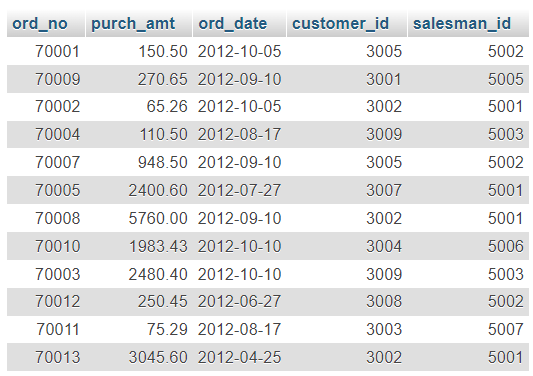 ord_no purch_amt ord_date customer_id salesman_id
70001 150.50 2012-10-05 3005 5002
70009 270.65 2012-09-10 3001 5005
70002 65.26 2012-10-05 3002 5001
70004 110.50 2012-08-17 3009 5003
70007 948.50 2012-09-10 3005 5002
70005 2400.60 2012-07-27 3007 5001
70008 5760.00 2012-09-10 3002 5001
70010 1983.43 2012-10-10 3004 5006
70003 2480.40 2012-10-10 3009 5003
70012 250.45 2012-06-27 3008 5002
70011 75.29 2012-08-17 3003 5007
70013 3045.60 2012-04-25 3002 5001